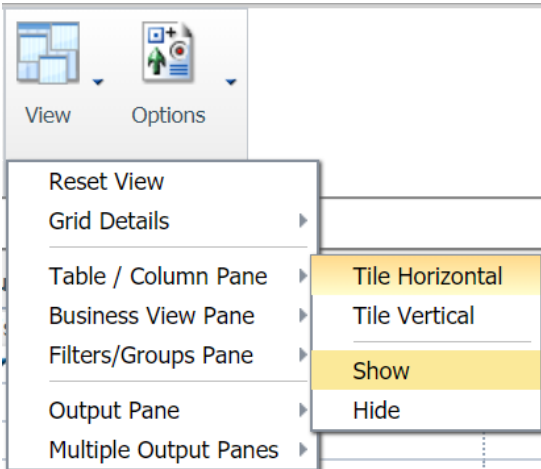 View
Options
Reset View
Grid Details
Table / Column Pane
Business View Pane
Filters/Groups Pane
Output Pane
Multiple Output Panes
Tile Horizontal
Tile Vertical
Show
Hide